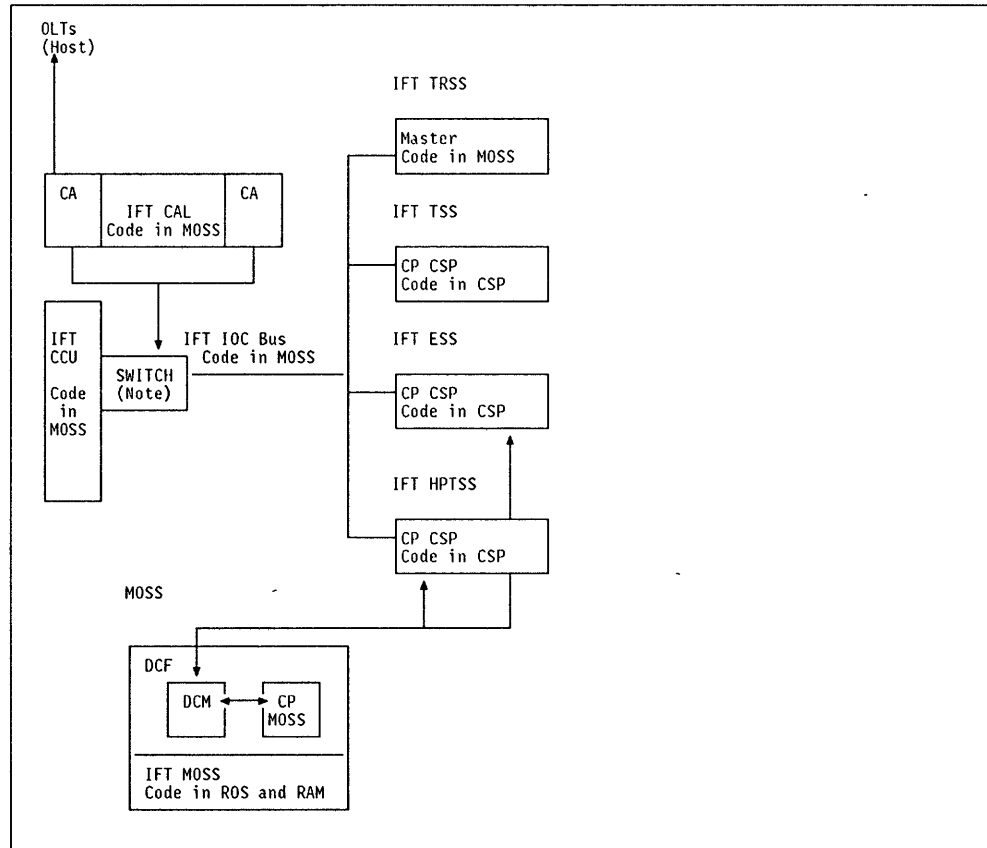 OLTs
(Host)
IFT TRSS
Master
Code in MOSS
CA
IFT CAL
Code in MOSS
CA
IFT TSS
CP CSP
Code in CSP
IFT
CCU
Code
in
MOSS
SWITCH
(Note)
IFT IOC Bus
Code in MOSS
IFT ESS
CP CSP
Code in CSP
IFT HPTSS
CP CSP
Code in CSP
MOSS
DCF
DCM
CP
MOSS
IFT MOSS
Code in ROS and RAM